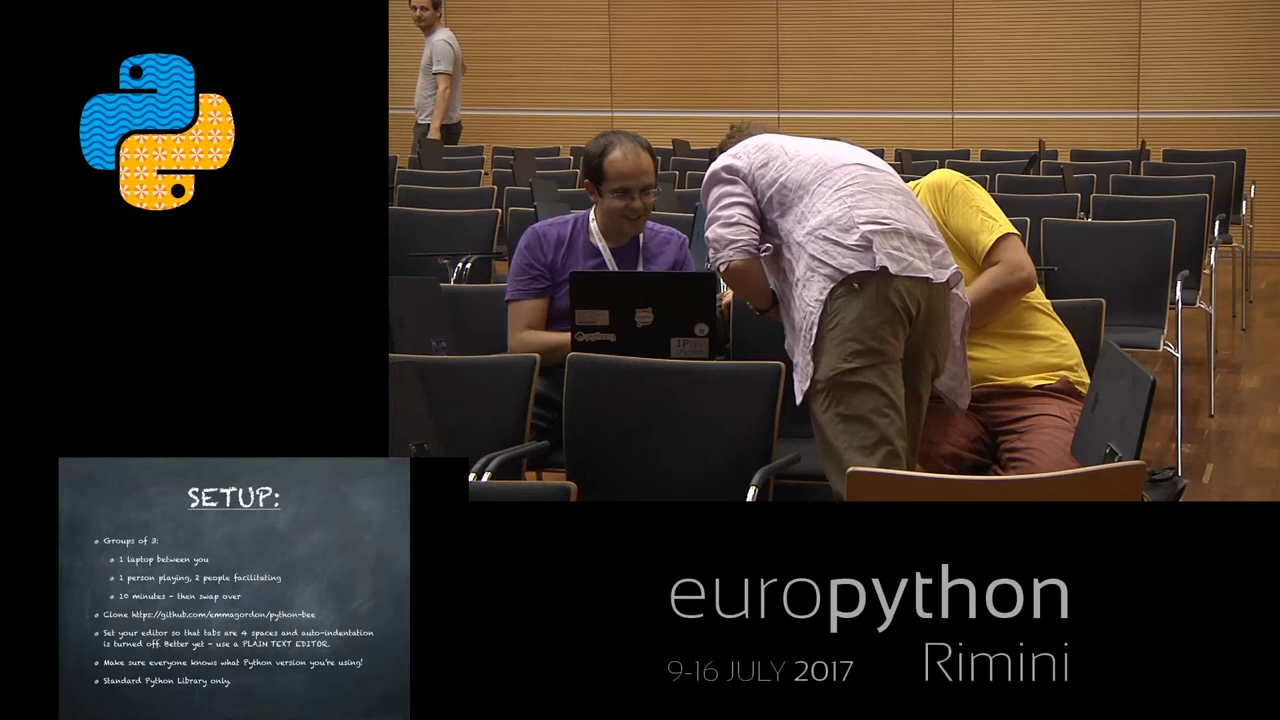 SETUP:
Groups of 3:
1 laptop between you
1 person playing, 2 people facilitating
10 minutes - then swap over
Clone https://github.com/emmagordon/python-bee
Set your editor so that tabs are 4 spaces and auto-indentation
is turned off. Better yet - use a PLAIN TEXT EDITOR.
Make sure everyone knows what Python version you're using!
Standard Python Library only.
europython
9-16 JULY 2017
Rimini